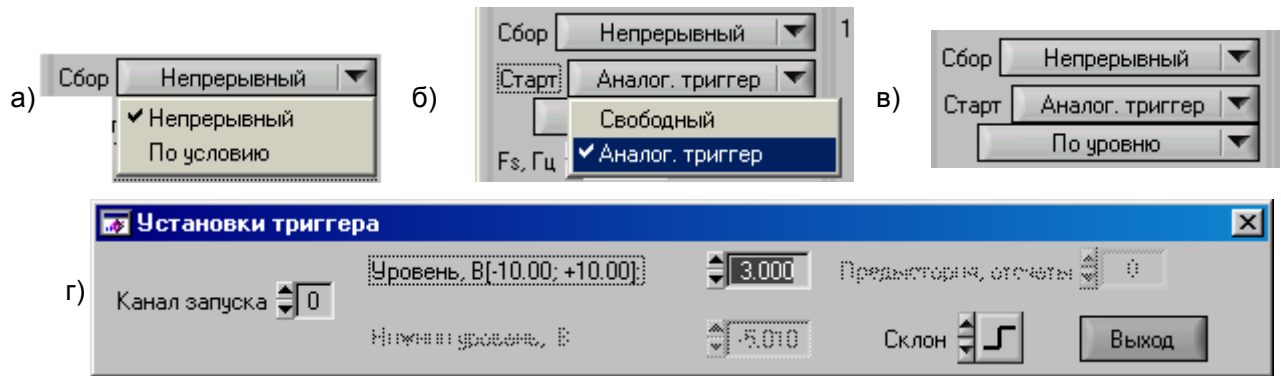 а)
Сбор Непрерывный
Непрерывный
По условию
б)
Сбор Непрерывный 1
Старт Аналог. триггер
Свободный
Fs, Гц Аналог. триггер
в)
Сбор Непрерывный
Старт Аналог. триггер
По уровню
г)
Установки триггера
Уровень, В[-10.00; +10.00]: 3.000 Предыстория, отсчеты 0
Канал запуска 0
Нижний уровень, В -5.010 Склон Выход